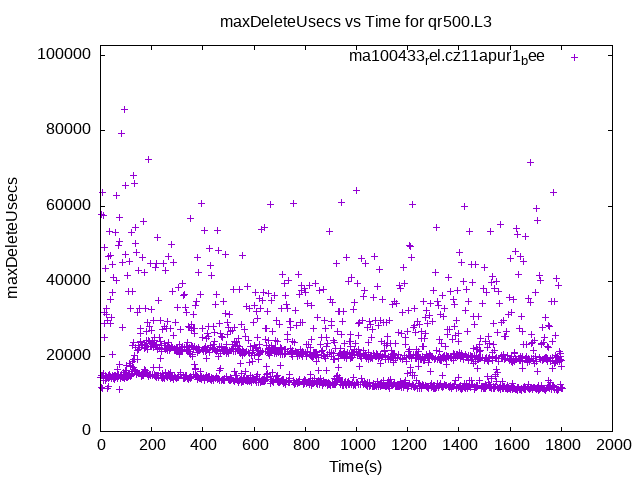 maxDeleteUsecs vs Time for qr500.L3
ma100433rel.cz11apur1bee
100000
80000
60000
40000
20000
0
maxDeleteUsecs
0 200 400 600 800 1000 1200 1400 1600 1800 2000
Time(s)